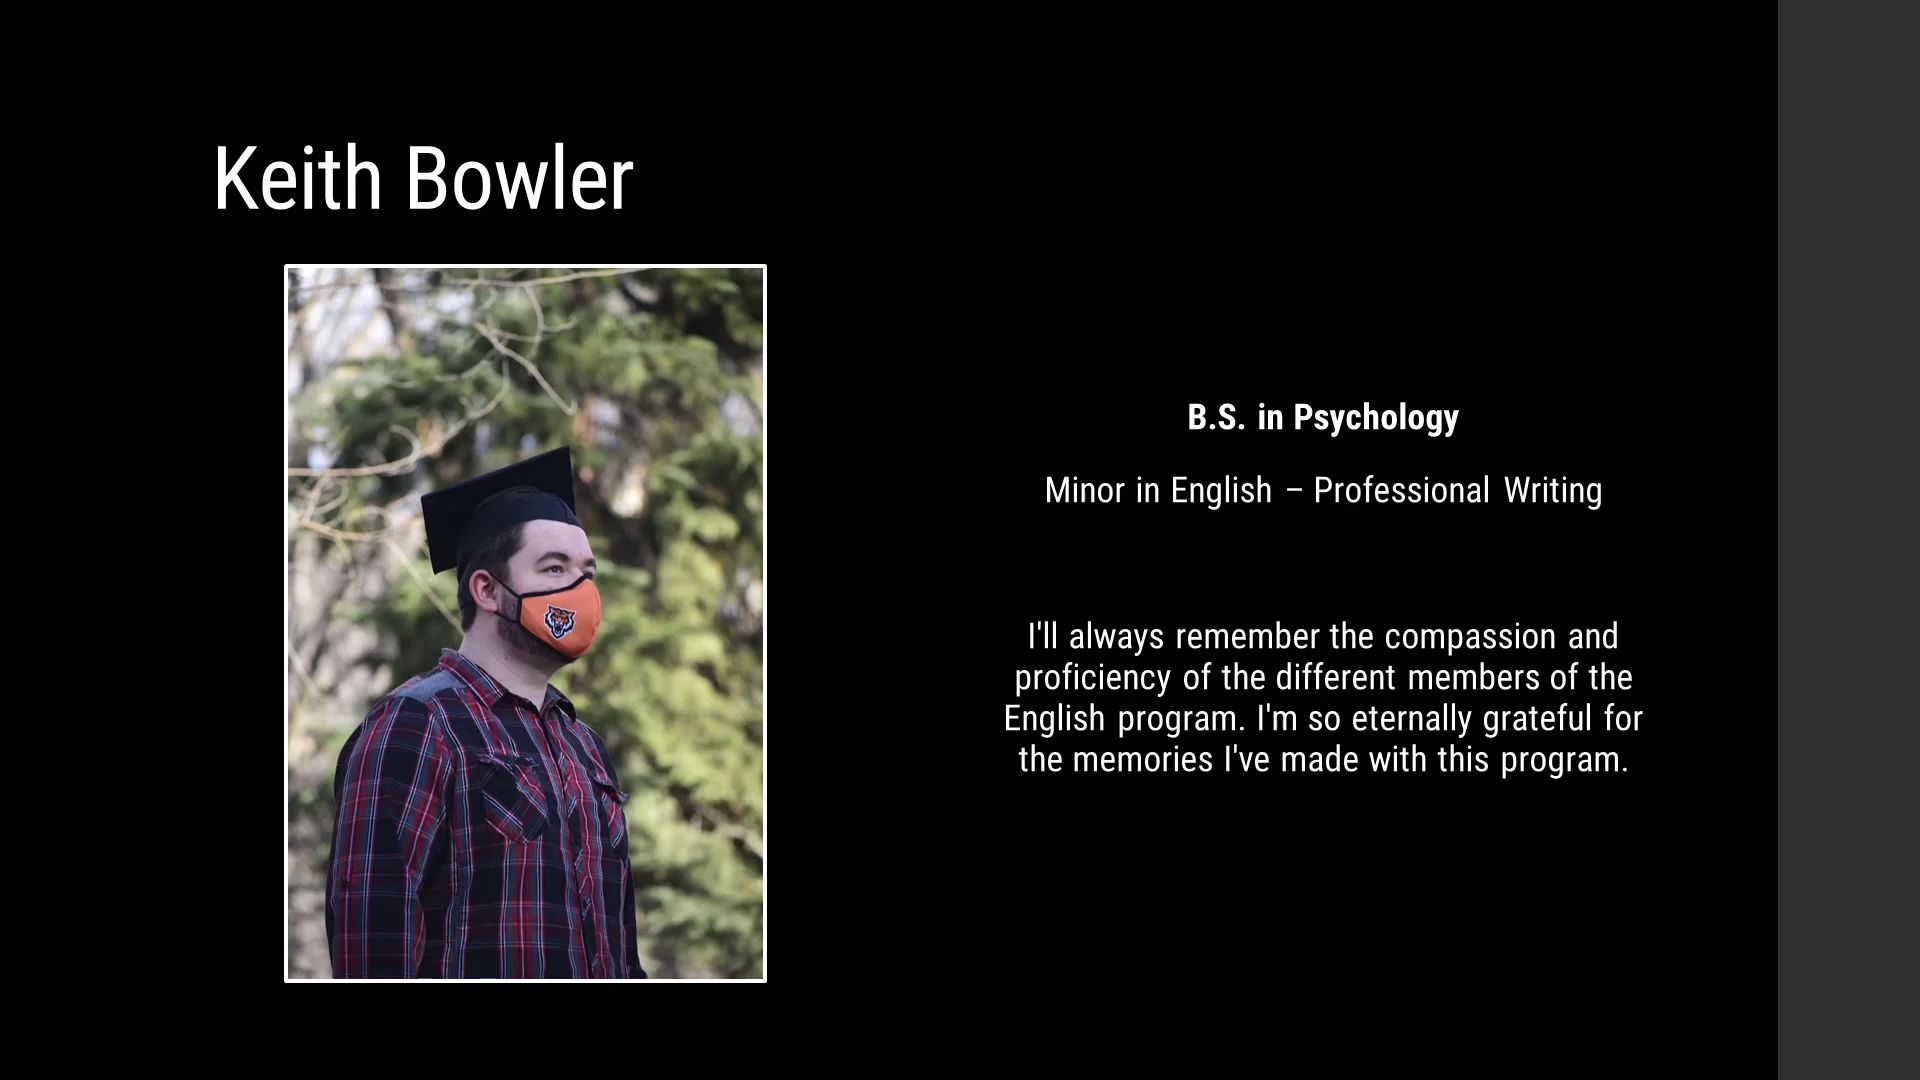 Keith Bowler
B.S. in Psychology
Minor in English – Professional Writing
I'll always remember the compassion and
proficiency of the different members of the
English program. I'm so eternally grateful for
the memories I've made with this program.